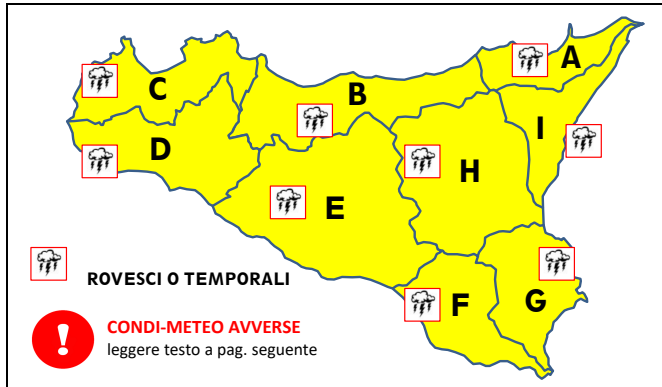 A
C
B
I
D
H
E
ROVESCI O TEMPORALI
F
G
!
CONDI-METEO AVVERSE
leggere testo a pag. seguente